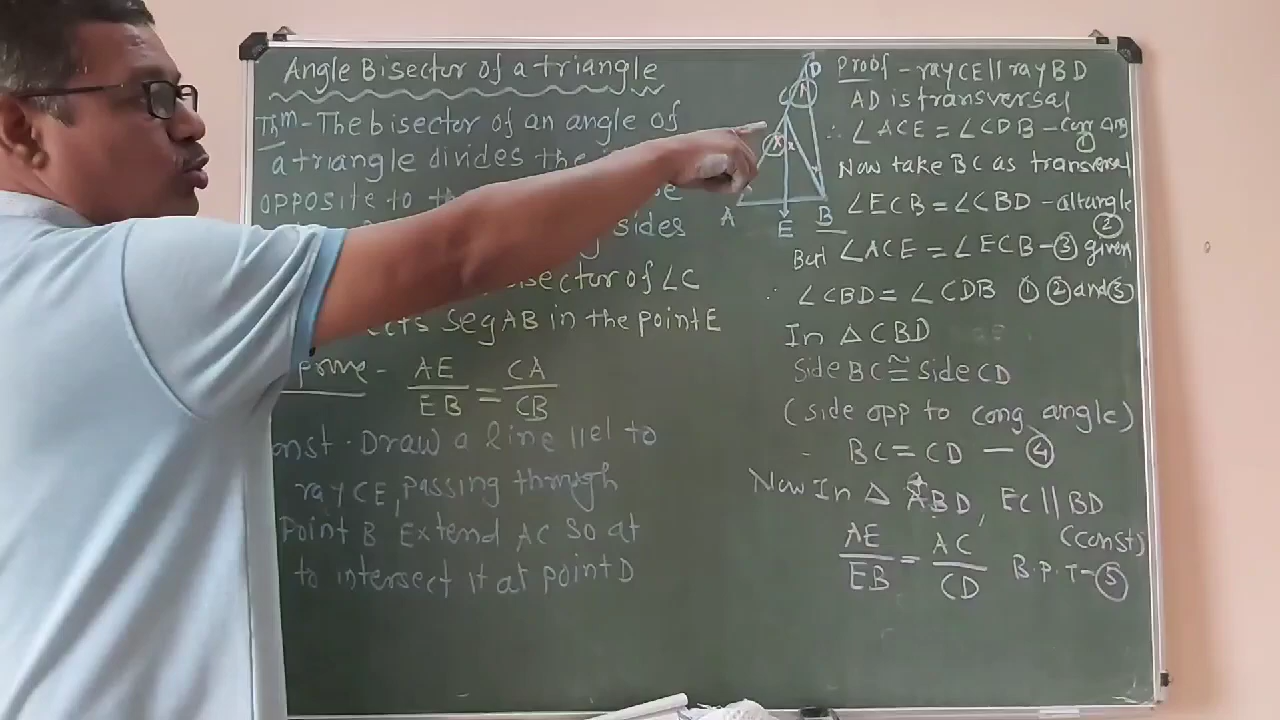 Angle Bisector of a triangle
Thm - The bisector of an angle of
a triangle divides the
opposite to the
sides
bisector of ∠C
seg AB in the point E
prove - AE/EB = CA/CB
const. Draw a line llel to
ray CE, passing through
Point B Extend AC so at
to intersect it at point D
D
C
x x
A
E
B
Proof - ray CE || ray BD
AD is transversal
∴ ∠ACE = ∠CDB - corr ang ①
Now take BC as transversal
∠ECB = ∠CBD - alt angle ②
But ∠ACE = ∠ECB - ③ given
∴ ∠CBD = ∠CDB ① ② and ③
In △ CBD
Side BC ≅ Side CD
(side opp to cong angle)
BC = CD — ④
Now In △ ABD, EC || BD
(const)
AE/EB = AC/CD B.P.T - ⑤